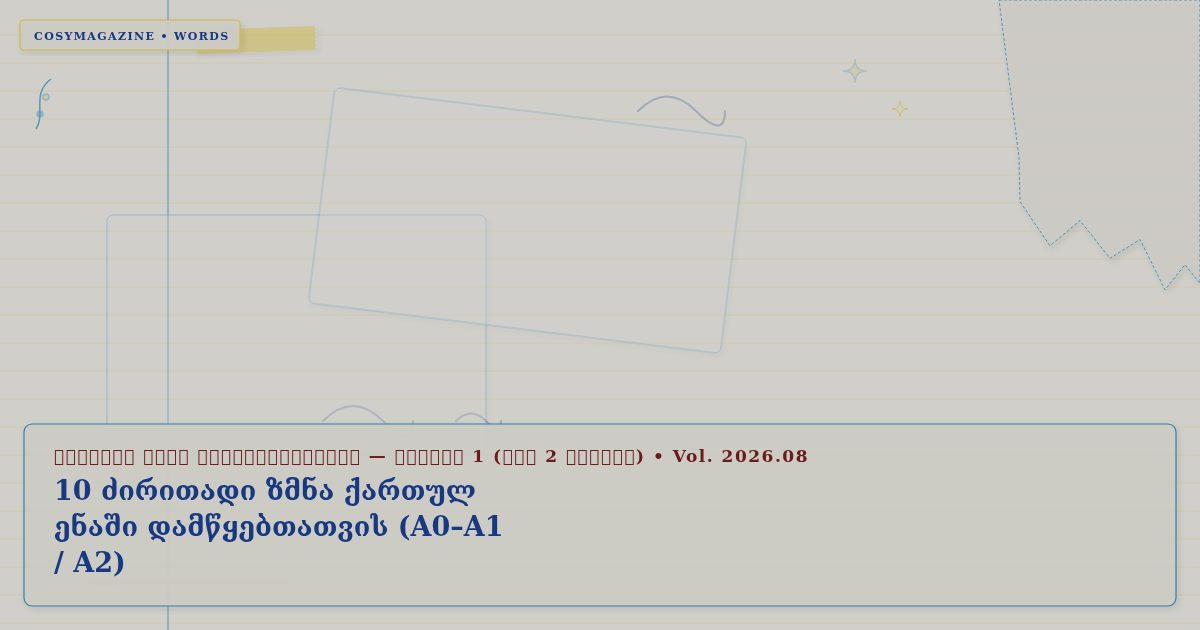 COSYMAGAZINE • WORDS
— 1 ( 2 ) • Vol. 2026.08
10 ძირითადი ზმნა ქართულ
ენაში დამწყებთათვის (A0–A1
/ A2)